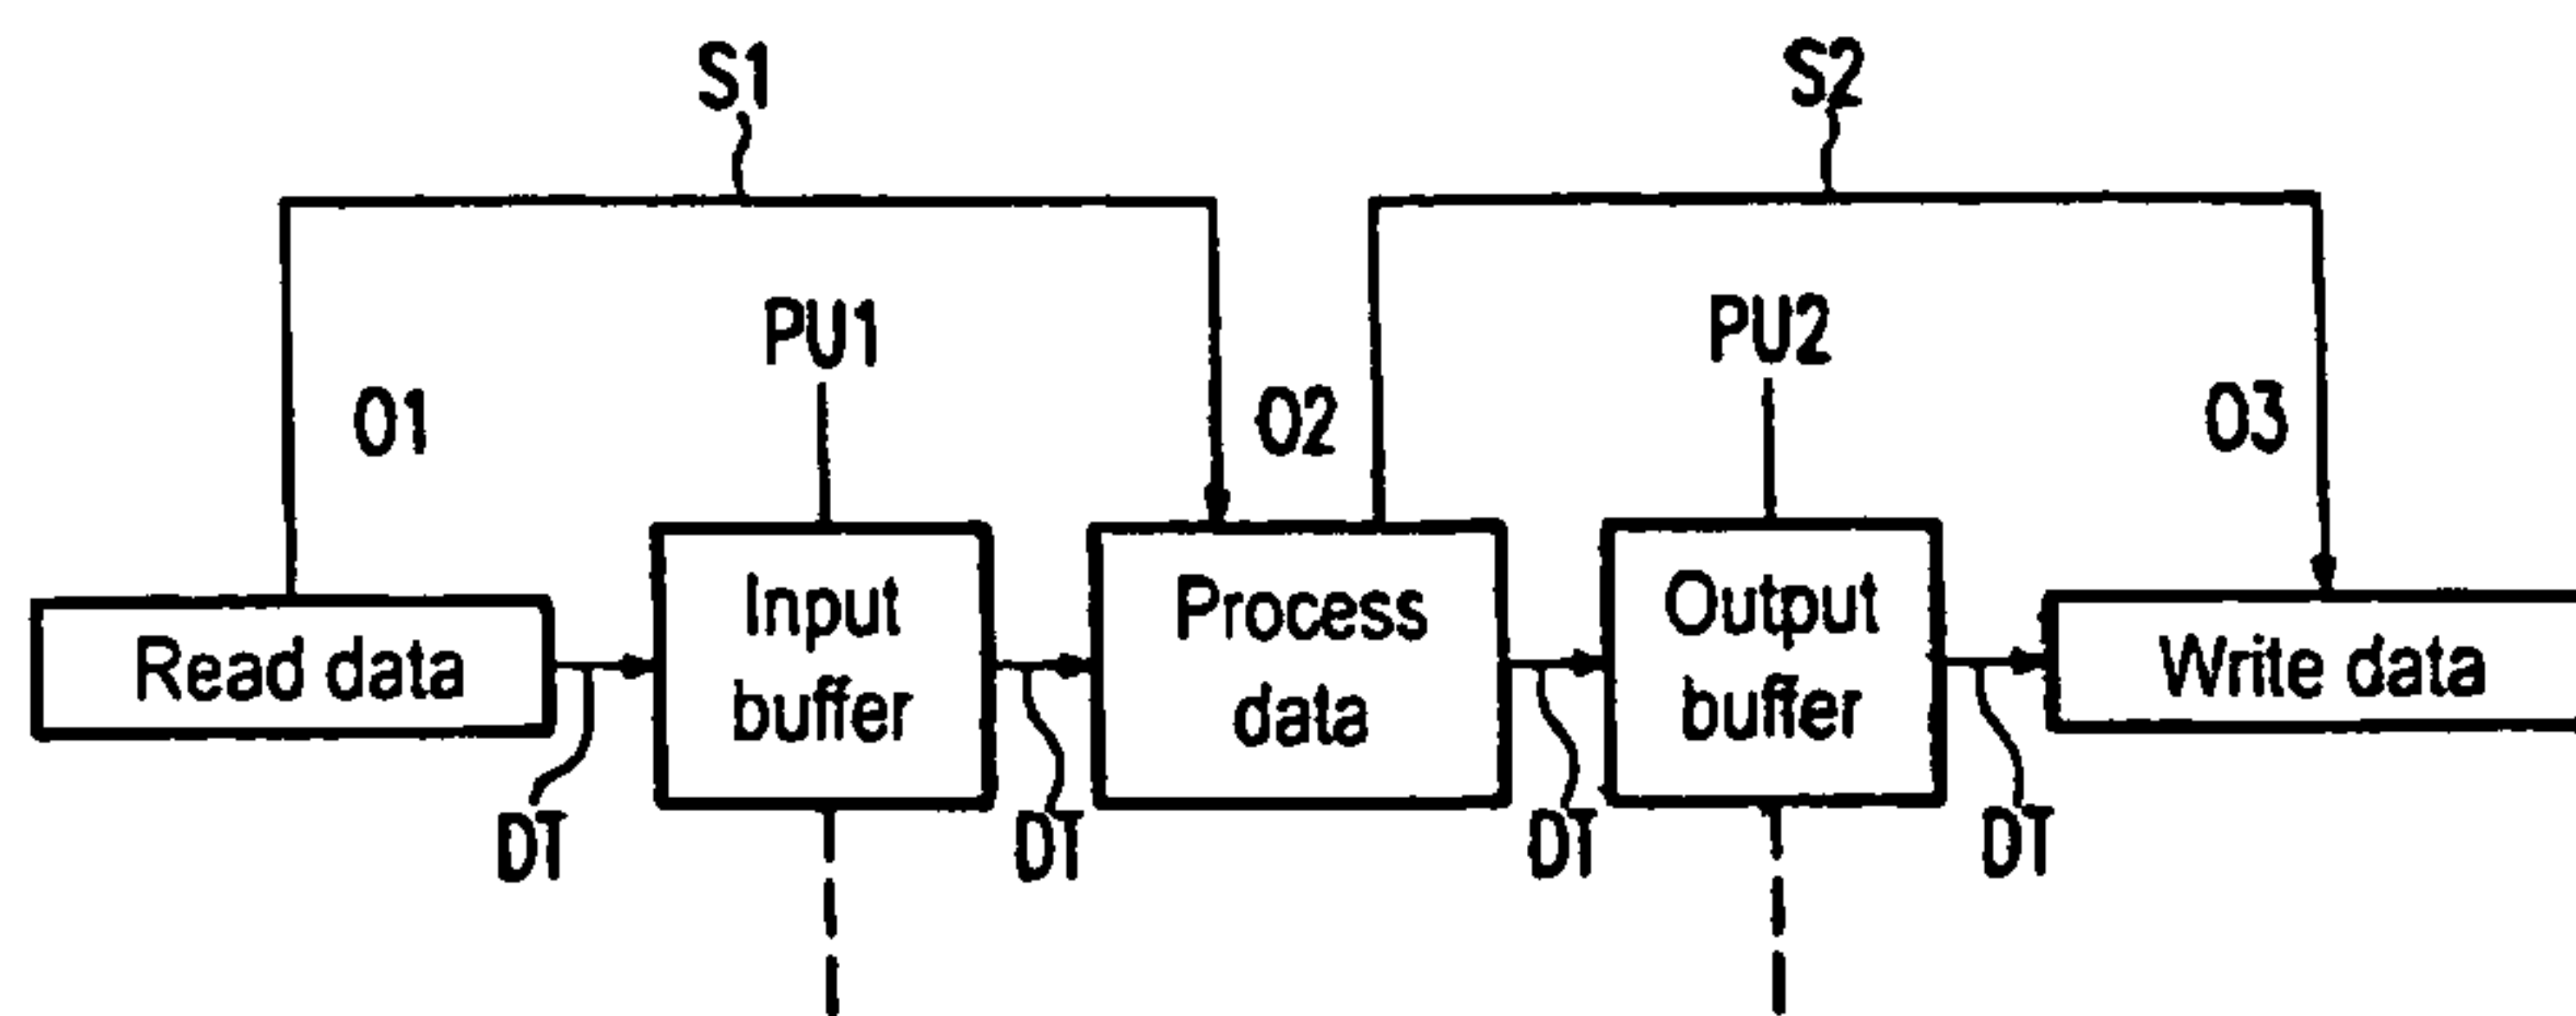 S1
S2
PU1
PU2
O1
O2
O3
Input
buffer
Process
data
Output
buffer
Read data
Write data
DT
DT
DT
DT